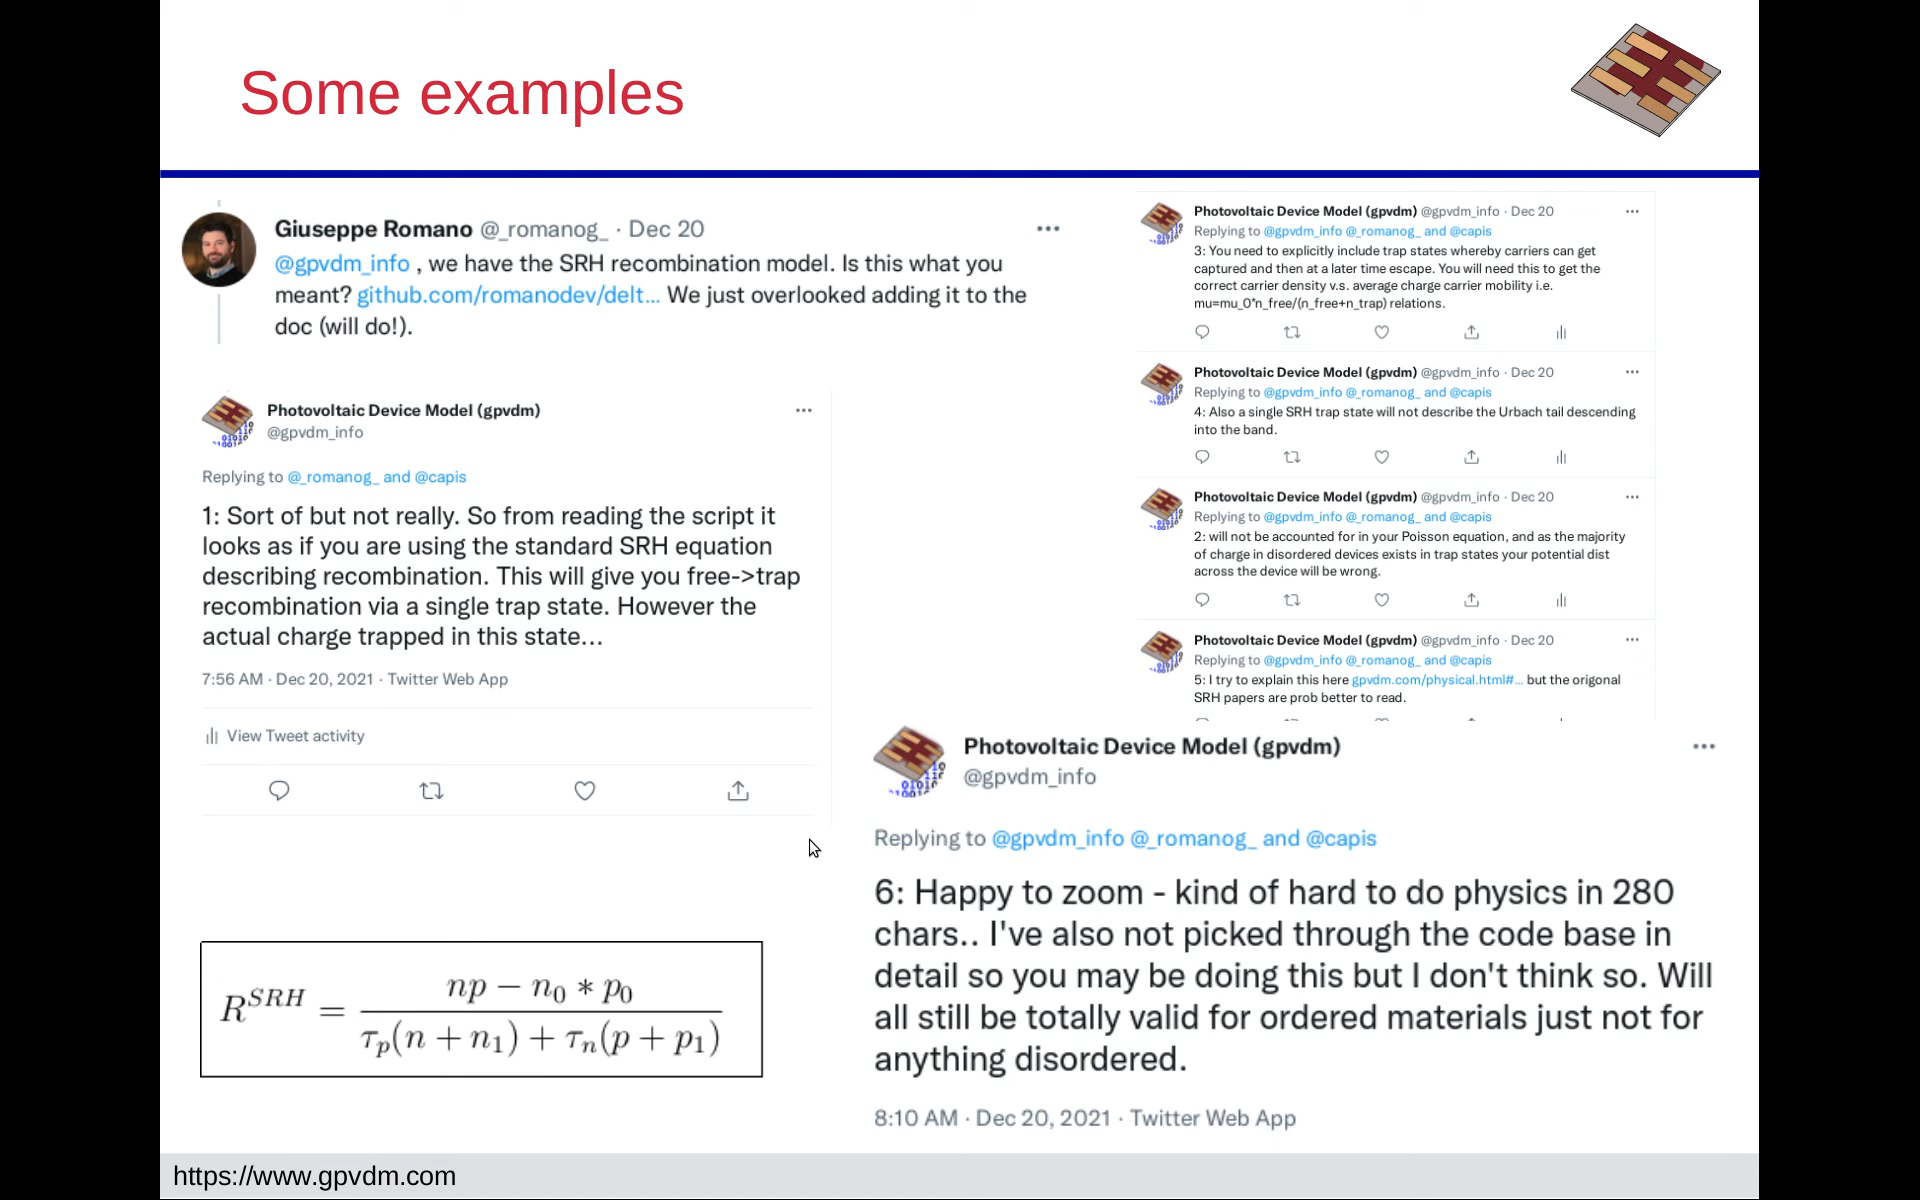 Some examples
Giuseppe Romano @_romanog_ · Dec 20
@gpvdm_info , we have the SRH recombination model. Is this what you
meant? github.com/romanodev/delt... We just overlooked adding it to the
doc (will do!).
Photovoltaic Device Model (gpvdm)
@gpvdm_info
Replying to @_romanog_ and @capis
1: Sort of but not really. So from reading the script it
looks as if you are using the standard SRH equation
describing recombination. This will give you free->trap
recombination via a single trap state. However the
actual charge trapped in this state...
7:56 AM · Dec 20, 2021 · Twitter Web App
View Tweet activity
R^{SRH} = \frac{np - n_0 * p_0}{\tau_p(n + n_1) + \tau_n(p + p_1)}
Photovoltaic Device Model (gpvdm) @gpvdm_info · Dec 20
Replying to @gpvdm_info @_romanog_ and @capis
3: You need to explicitly include trap states whereby carriers can get
captured and then at a later time escape. You will need this to get the
correct carrier density v.s. average charge carrier mobility i.e.
mu=mu_0*n_free/(n_free+n_trap) relations.
Photovoltaic Device Model (gpvdm) @gpvdm_info · Dec 20
Replying to @gpvdm_info @_romanog_ and @capis
4: Also a single SRH trap state will not describe the Urbach tail descending
into the band.
Photovoltaic Device Model (gpvdm) @gpvdm_info · Dec 20
Replying to @gpvdm_info @_romanog_ and @capis
2: will not be accounted for in your Poisson equation, and as the majority
of charge in disordered devices exists in trap states your potential dist
across the device will be wrong.
Photovoltaic Device Model (gpvdm) @gpvdm_info · Dec 20
Replying to @gpvdm_info @_romanog_ and @capis
5: I try to explain this here gpvdm.com/physical.html#... but the origonal
SRH papers are prob better to read.
Photovoltaic Device Model (gpvdm)
@gpvdm_info
Replying to @gpvdm_info @_romanog_ and @capis
6: Happy to zoom - kind of hard to do physics in 280
chars.. I've also not picked through the code base in
detail so you may be doing this but I don't think so. Will
all still be totally valid for ordered materials just not for
anything disordered.
8:10 AM · Dec 20, 2021 · Twitter Web App
https://www.gpvdm.com